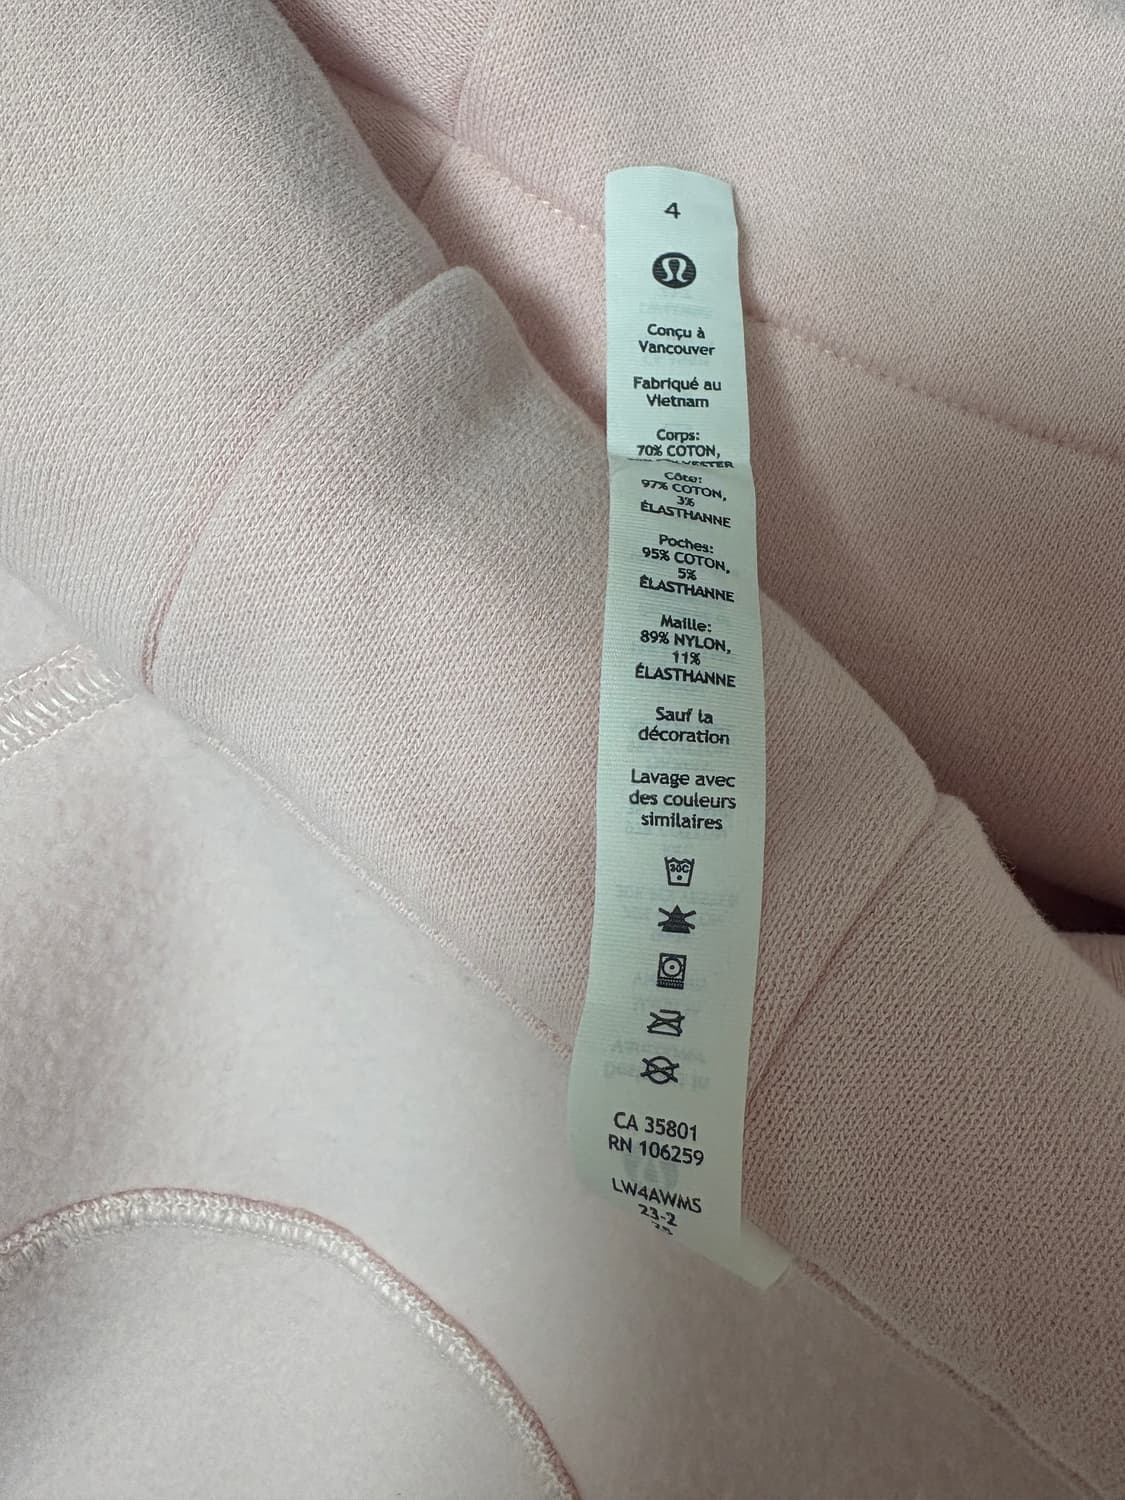 4
Conçu à
Vancouver
Fabriqué au
Vietnam
Corps:
70% COTON,
POLYESTER
Côte:
97% COTON,
3%
ÉLASTHANNE
Poches:
95% COTON,
5%
ÉLASTHANNE
Maille:
89% NYLON,
11%
ÉLASTHANNE
Sauf la
décoration
Lavage avec
des couleurs
similaires
30C
CA 35801
RN 106259
LW4AWMS
23-2